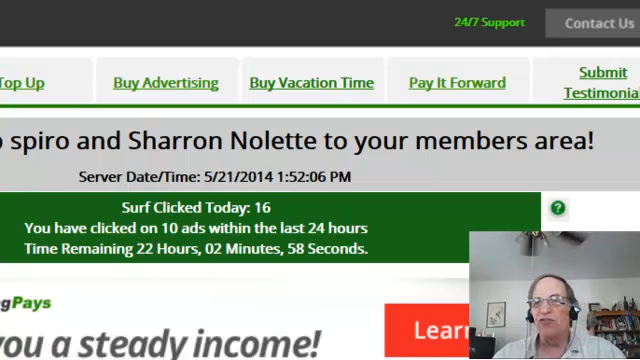 24/7 Support
Contact Us
Top Up
Buy Advertising
Buy Vacation Time
Pay It Forward
Submit
Testimonial
spiro and Sharron Nolette to your members area!
Server Date/Time: 5/21/2014 1:52:06 PM
Surf Clicked Today: 16
?
You have clicked on 10 ads within the last 24 hours
Time Remaining 22 Hours, 02 Minutes, 58 Seconds.
gPays
you a steady income!
Learn